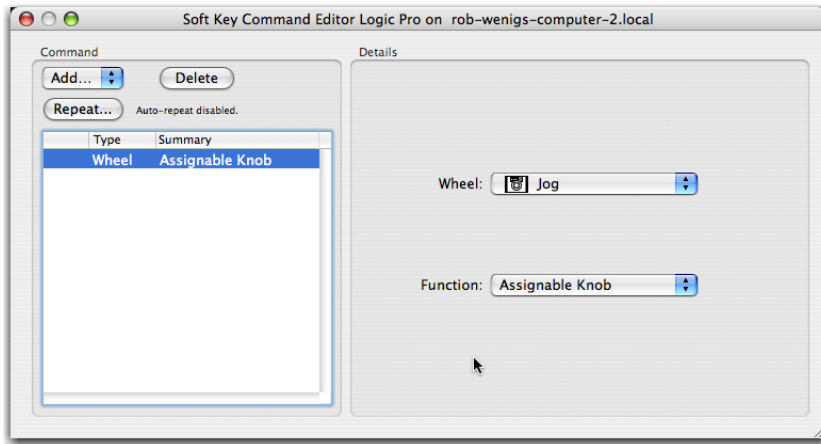 Soft Key Command Editor Logic Pro on rob-wenigs-computer-2.local
Command
Add...
Delete
Repeat...
Auto-repeat disabled.
Type Summary
Wheel Assignable Knob
Details
Wheel: Jog
Function: Assignable Knob